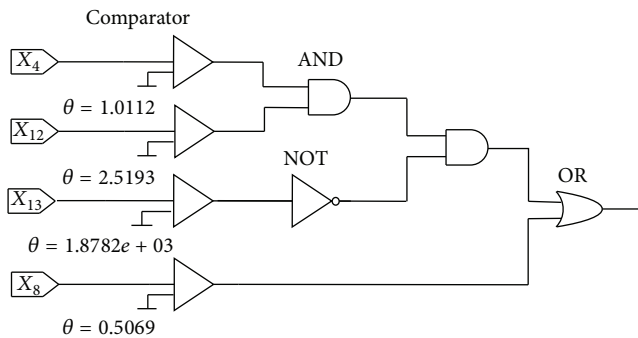 Comparator
X4
AND
θ = 1.0112
X12
θ = 2.5193
NOT
X13
OR
θ = 1.8782e + 03
X8
θ = 0.5069